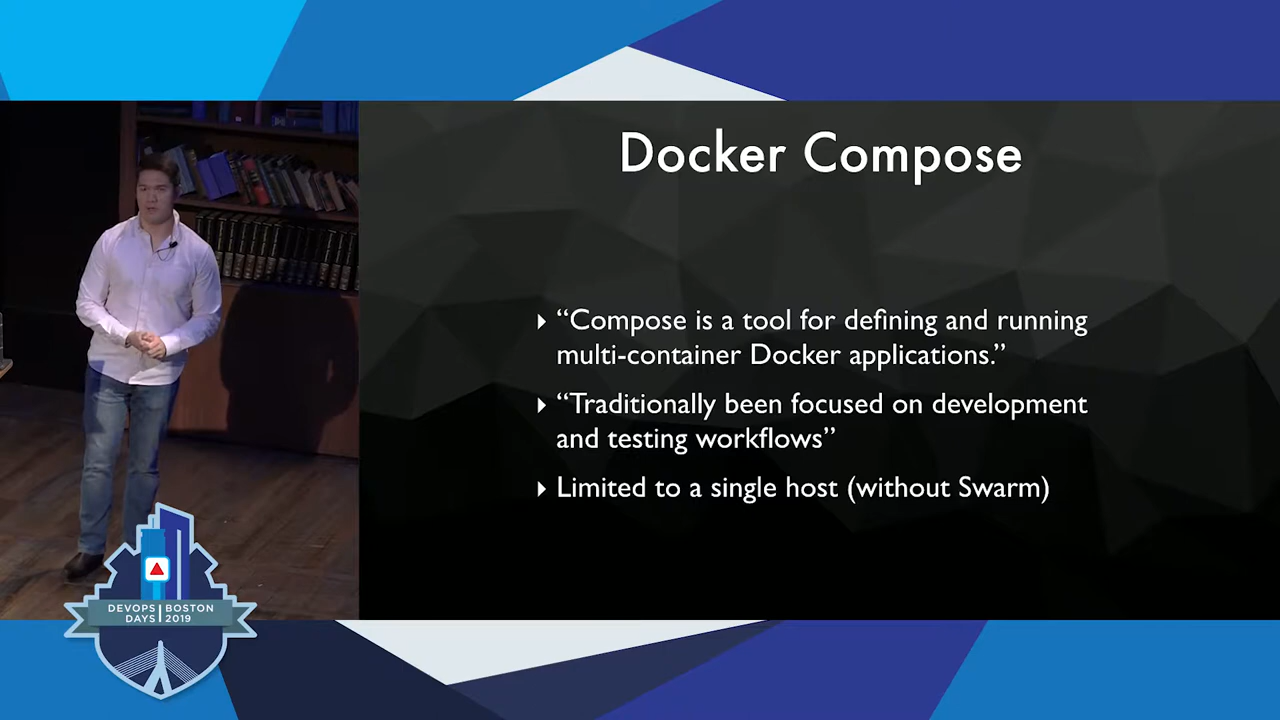 Docker Compose
“Compose is a tool for defining and running
multi-container Docker applications.”
“Traditionally been focused on development
and testing workflows”
Limited to a single host (without Swarm)
DEVOPS BOSTON
DAYS 2019